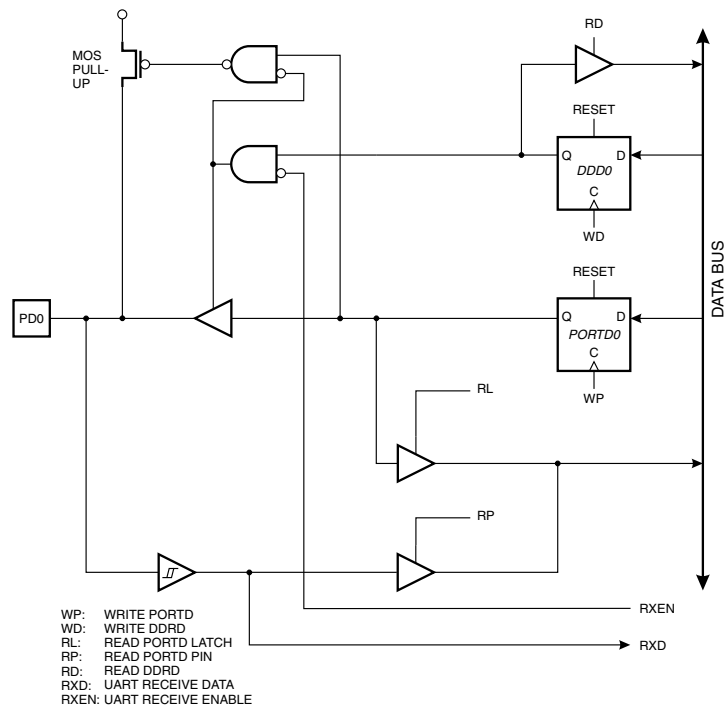 RD
MOS
PULL-
UP
RESET
Q D
DDD0
C
WD
RESET
PD0
Q D
PORTD0
C
WP
DATA BUS
RL
RP
RXEN
RXD
WP: WRITE PORTD
WD: WRITE DDRD
RL: READ PORTD LATCH
RP: READ PORTD PIN
RD: READ DDRD
RXD: UART RECEIVE DATA
RXEN: UART RECEIVE ENABLE